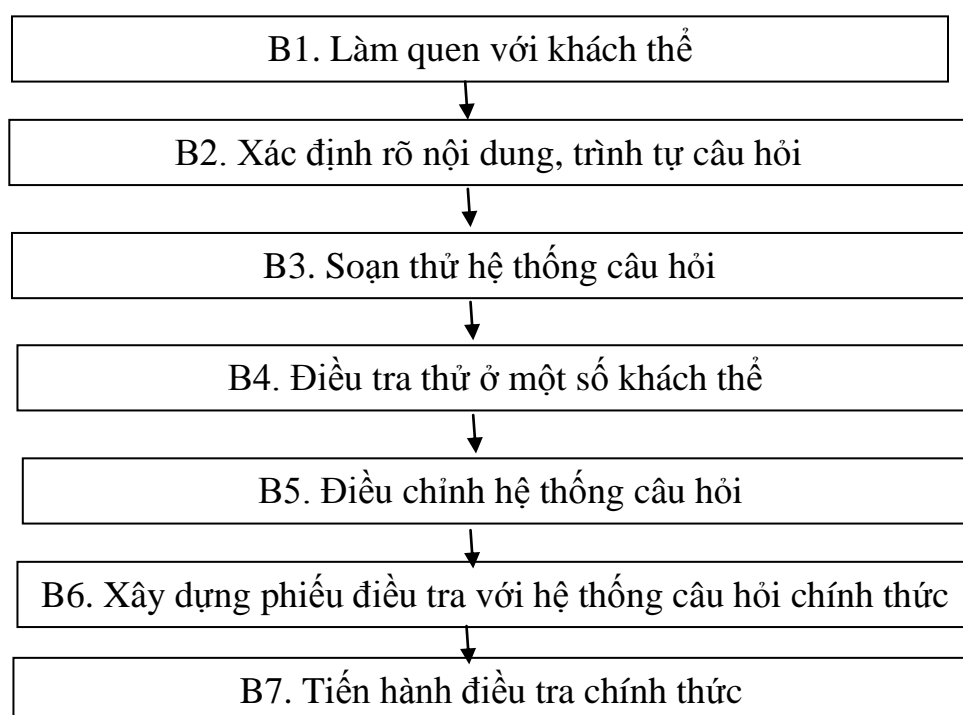 B1. Làm quen với khách thể
B2. Xác định rõ nội dung, trình tự câu hỏi
B3. Soạn thử hệ thống câu hỏi
B4. Điều tra thử ở một số khách thể
B5. Điều chỉnh hệ thống câu hỏi
B6. Xây dựng phiếu điều tra với hệ thống câu hỏi chính thức
B7. Tiến hành điều tra chính thức